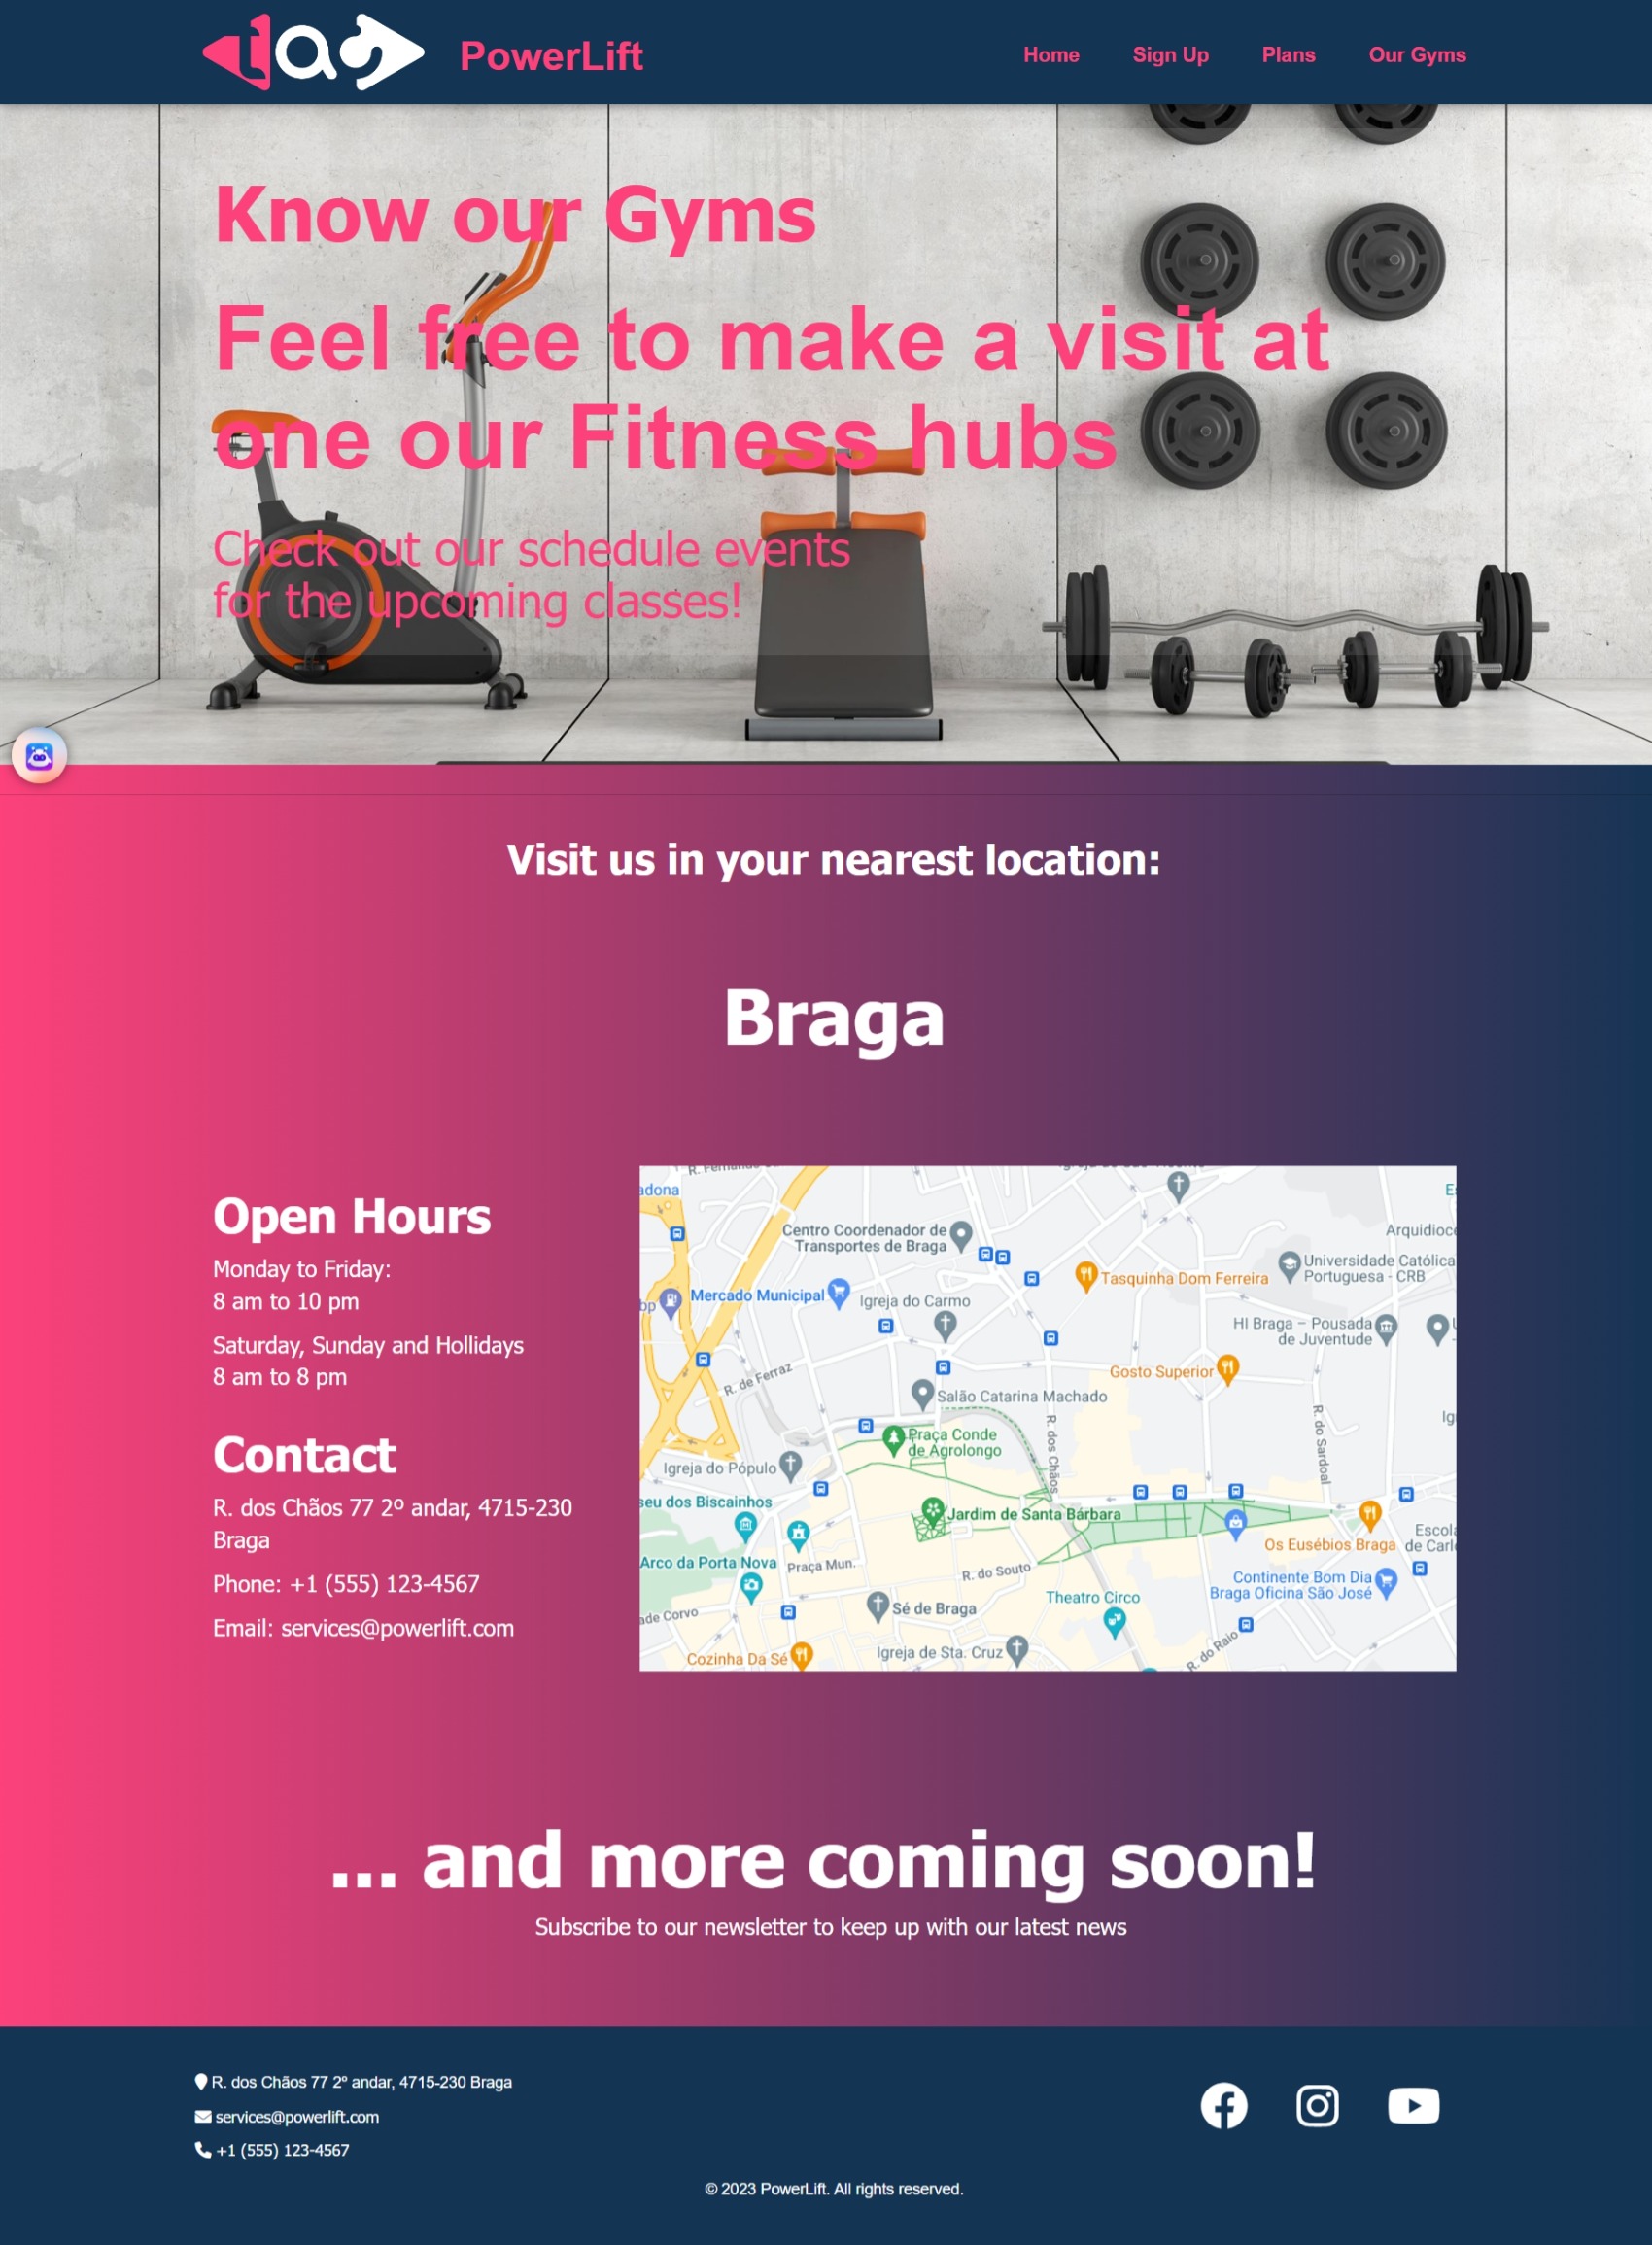 tas
PowerLift
Home
Sign Up
Plans
Our Gyms
Know our Gyms
Feel free to make a visit at
one our Fitness hubs
Check out our schedule events
for the upcoming classes!
Visit us in your nearest location:
Braga
Open Hours
Monday to Friday:
8 am to 10 pm
Saturday, Sunday and Hollidays
8 am to 8 pm
Contact
R. dos Chãos 77 2º andar, 4715-230
Braga
Phone: +1 (555) 123-4567
Email: services@powerlift.com
adona
Centro Coordenador de
Transportes de Braga
Arquidioce
Universidade Católica
Portuguesa - CRB
Tasquinha Dom Ferreira
bp
Mercado Municipal
Igreja do Carmo
HI Braga – Pousada
de Juventude
Gosto Superior
R. de Ferraz
Salão Catarina Machado
R. dos Chãos
R. do Sardoal
Praça Conde
de Agrolongo
Igreja do Pópulo
seu dos Biscainhos
Jardim de Santa Bárbara
Os Eusébios Braga
Escola
de Carl
Arco da Porta Nova
Praça Mun.
R. do Souto
Continente Bom Dia
Braga Oficina São José
Theatro Circo
ade Corvo
Sé de Braga
Igreja de Sta. Cruz
R. do Raio
Cozinha Da Sé
... and more coming soon!
Subscribe to our newsletter to keep up with our latest news
R. dos Chãos 77 2º andar, 4715-230 Braga
services@powerlift.com
+1 (555) 123-4567
© 2023 PowerLift. All rights reserved.